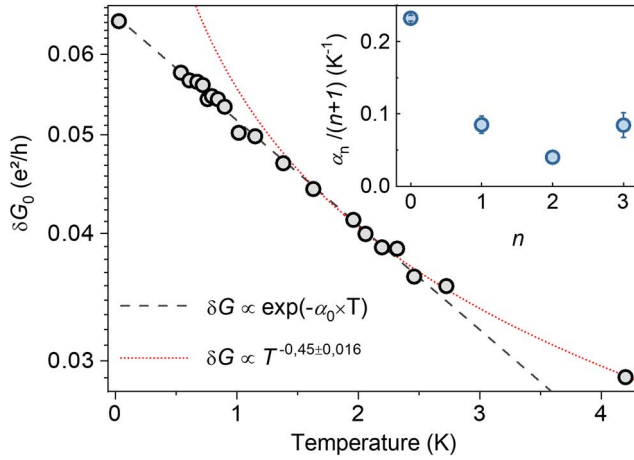 0.06
0.05
0.04
0.03
δG₀ (e²/h)
0 1 2 3 4
Temperature (K)
δG ∝ exp(-α₀×T)
δG ∝ T^-0,45±0,016
0.2
0.1
0.0
αₙ/(n+1) (K⁻¹)
0 1 2 3
n